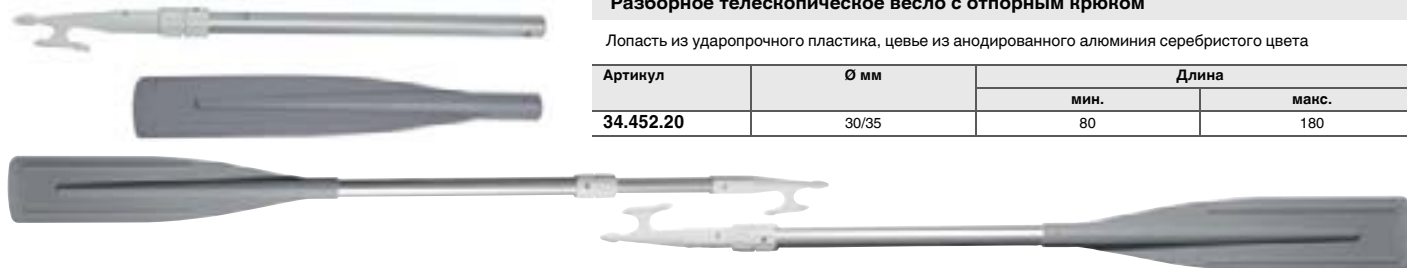 Разборное телескопическое весло с отпорным крюком
Лопасть из ударопрочного пластика, цевье из анодированного алюминия серебристого цвета
Артикул Ø мм Длина
мин. макс.
34.452.20 30/35 80 180